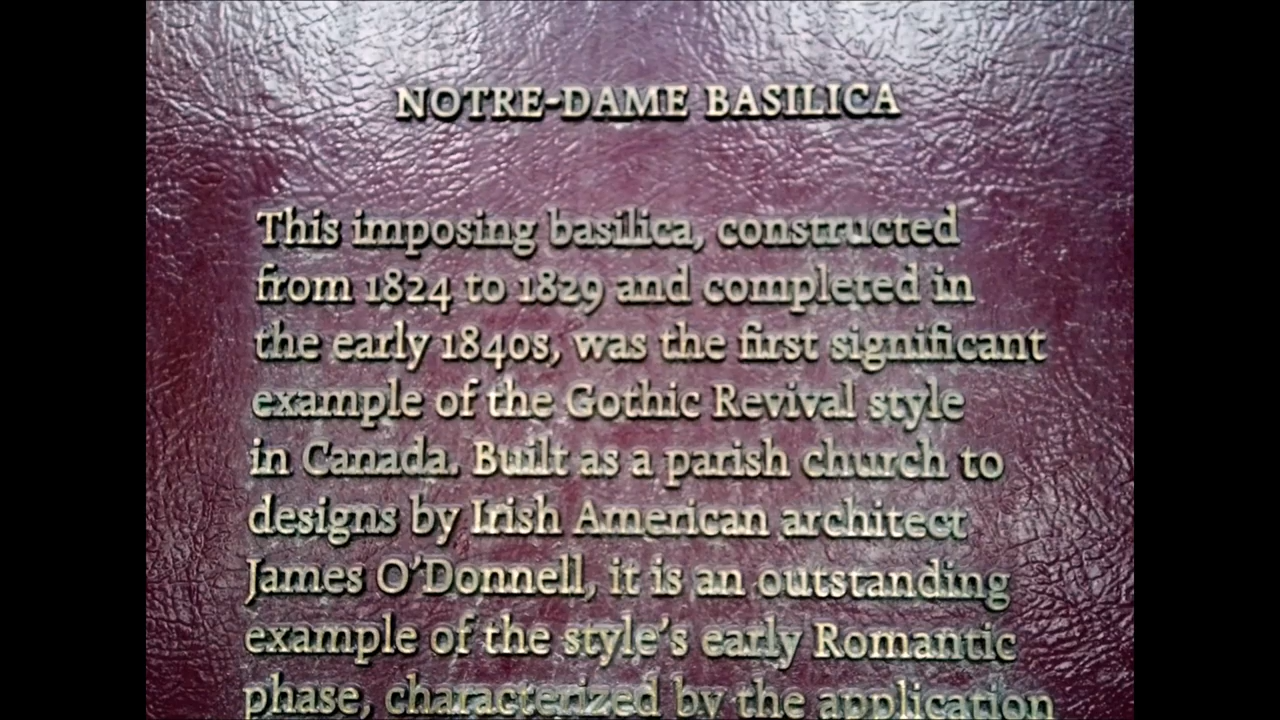 NOTRE-DAME BASILICA
This imposing basilica, constructed
from 1824 to 1829 and completed in
the early 1840s, was the first significant
example of the Gothic Revival style
in Canada. Built as a parish church to
designs by Irish American architect
James O’Donnell, it is an outstanding
example of the style’s early Romantic
phase, characterized by the application